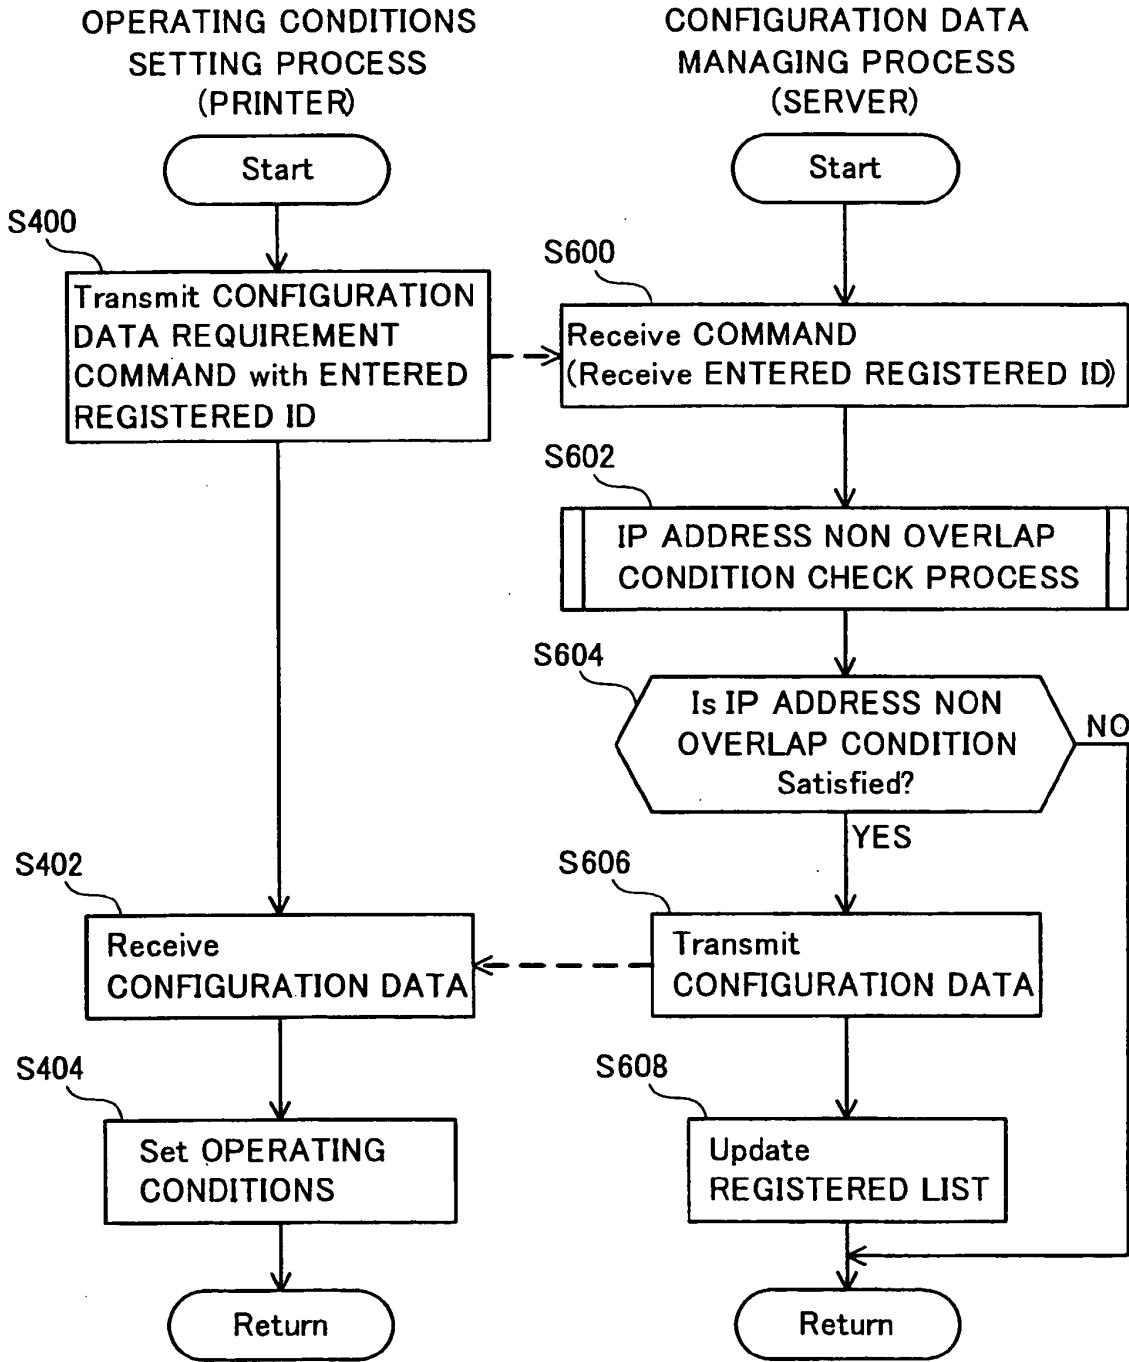 OPERATING CONDITIONS
SETTING PROCESS
(PRINTER)
Start
S400
Transmit CONFIGURATION
DATA REQUIREMENT
COMMAND with ENTERED
REGISTERED ID
S402
Receive
CONFIGURATION DATA
S404
Set OPERATING
CONDITIONS
Return
CONFIGURATION DATA
MANAGING PROCESS
(SERVER)
Start
S600
Receive COMMAND
(Receive ENTERED REGISTERED ID)
S602
IP ADDRESS NON OVERLAP
CONDITION CHECK PROCESS
S604
Is IP ADDRESS NON
OVERLAP CONDITION
Satisfied?
NO
YES
S606
Transmit
CONFIGURATION DATA
S608
Update
REGISTERED LIST
Return